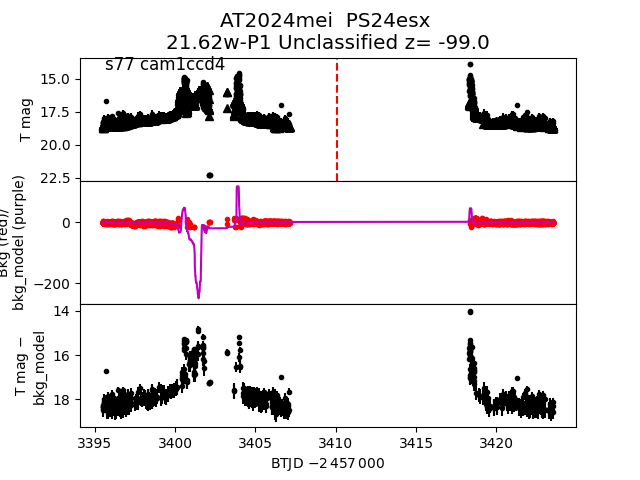 AT2024mei  PS24esx
21.62w-P1 Unclassified z= -99.0
s77 cam1ccd4
T mag
15.0
17.5
20.0
22.5
Bkg (red)/
bkg_model (purple)
0
−200
T mag −
bkg_model
14
16
18
3395
3400
3405
3410
3415
3420
BTJD − 2 457 000